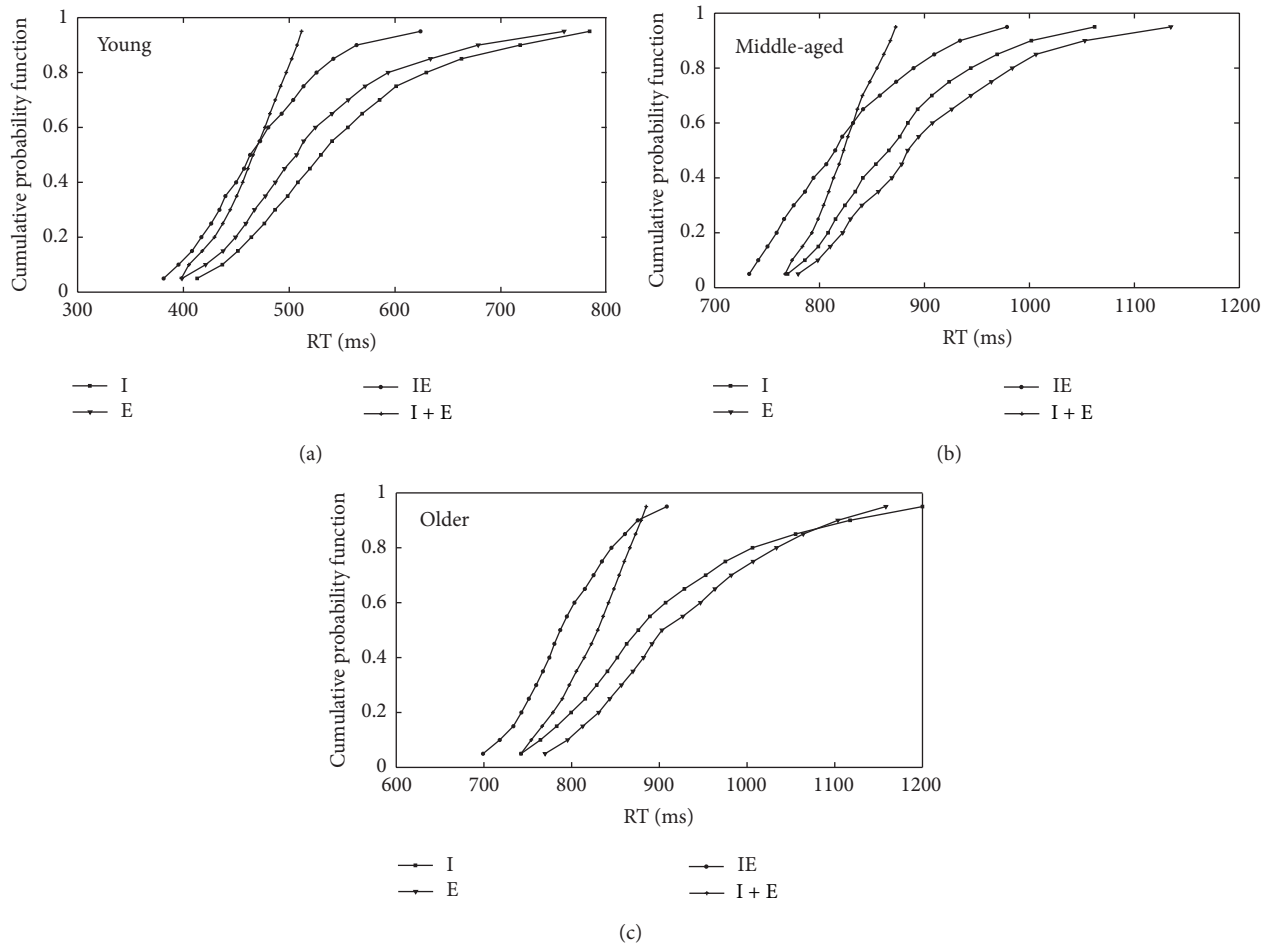 Young
Cumulative probability function
1
0.8
0.6
0.4
0.2
0
300 400 500 600 700 800
RT (ms)
I
E
IE
I + E
(a)
Middle-aged
Cumulative probability function
1
0.8
0.6
0.4
0.2
0
700 800 900 1000 1100 1200
RT (ms)
I
E
IE
I + E
(b)
Older
Cumulative probability function
1
0.8
0.6
0.4
0.2
0
600 700 800 900 1000 1100 1200
RT (ms)
I
E
IE
I + E
(c)